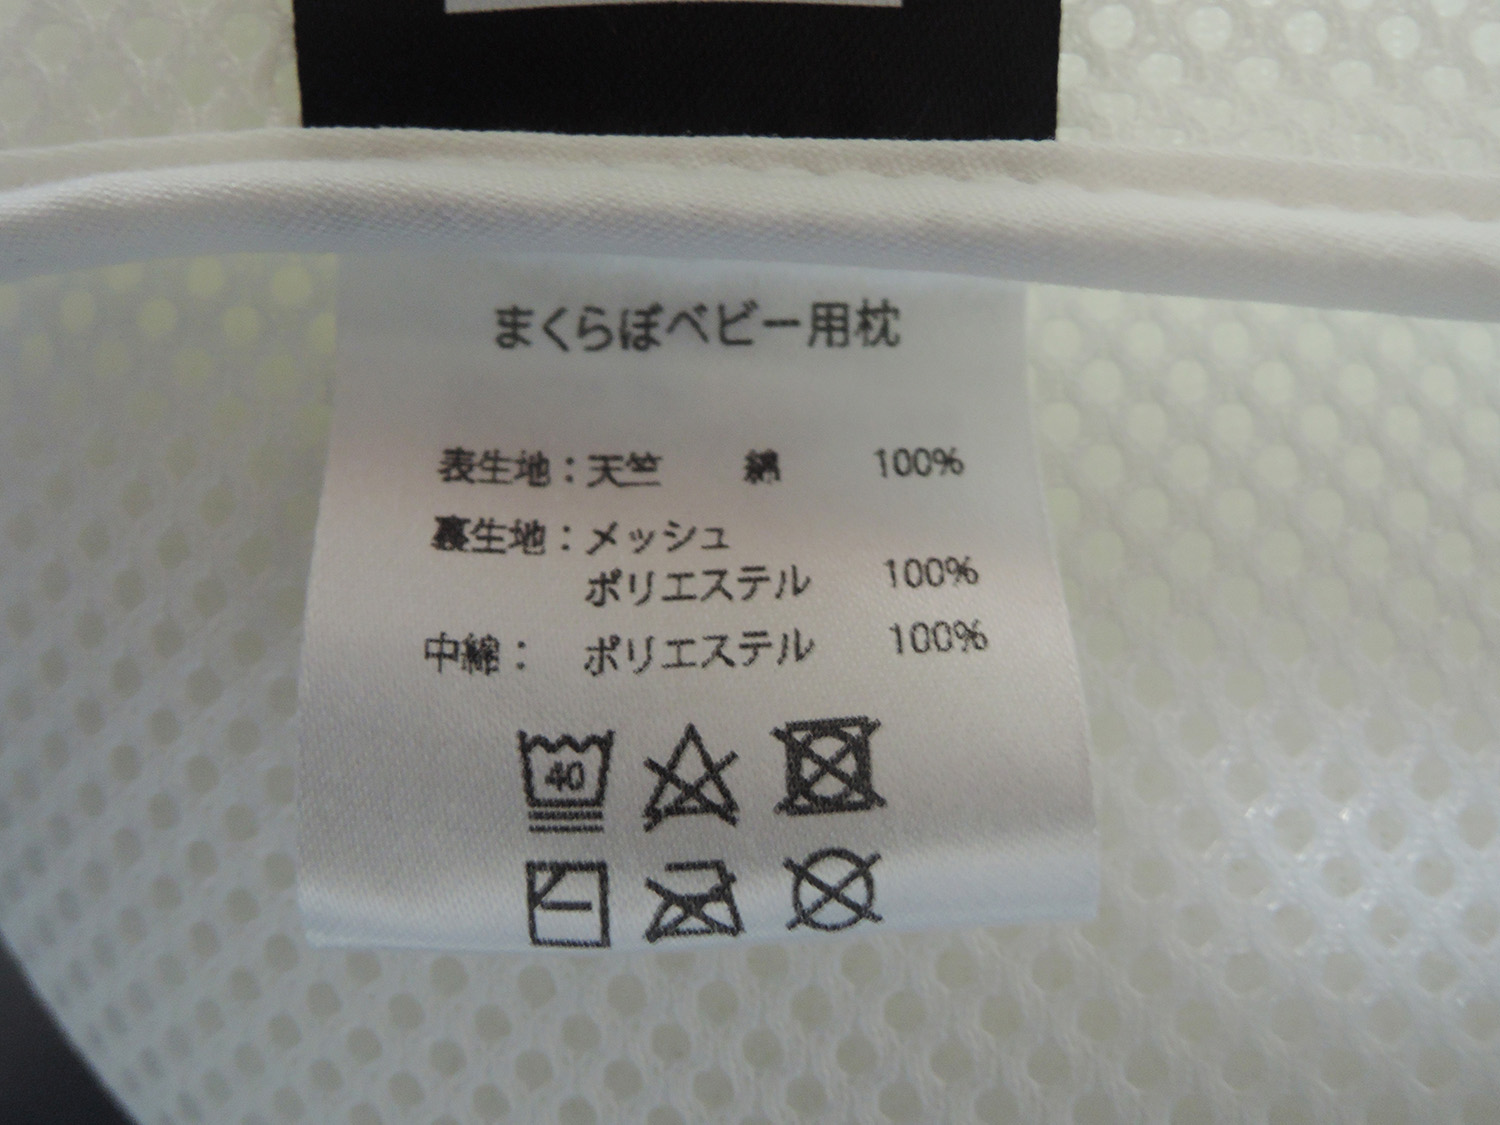 まくらぼベビー用枕
表生地：天竺　綿　100%
裏生地：メッシュ
ポリエステル　100%
中綿：　ポリエステル　100%
40